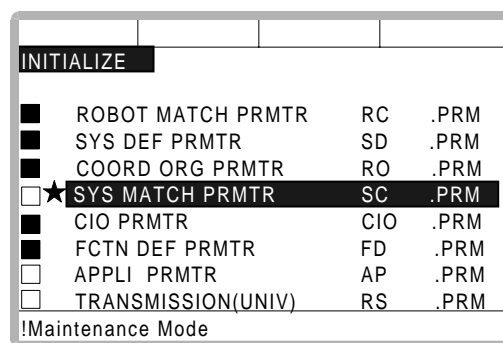 INITIALIZE
ROBOT MATCH PRMTR RC .PRM
SYS DEF PRMTR SD .PRM
COORD ORG PRMTR RO .PRM
SYS MATCH PRMTR SC .PRM
CIO PRMTR CIO .PRM
FCTN DEF PRMTR FD .PRM
APPLI PRMTR AP .PRM
TRANSMISSION(UNIV) RS .PRM
!Maintenance Mode